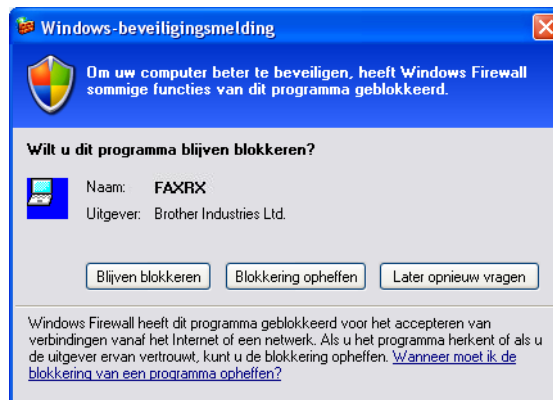 Windows-beveiligingsmelding
Om uw computer beter te beveiligen, heeft Windows Firewall
sommige functies van dit programma geblokkeerd.
Wilt u dit programma blijven blokkeren?
Naam: FAXRX
Uitgever: Brother Industries Ltd.
Blijven blokkeren Blokkering opheffen Later opnieuw vragen
Windows Firewall heeft dit programma geblokkeerd voor het accepteren van
verbindingen vanaf het Internet of een netwerk. Als u het programma herkent of als u
de uitgever ervan vertrouwt, kunt u de blokkering opheffen. Wanneer moet ik de
blokkering van een programma opheffen?